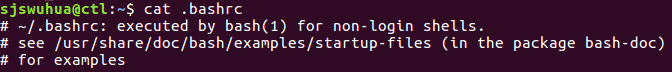 sjswuhua@ctl:~$ cat .bashrc
# ~/.bashrc: executed by bash(1) for non-login shells.
# see /usr/share/doc/bash/examples/startup-files (in the package bash-doc)
# for examples